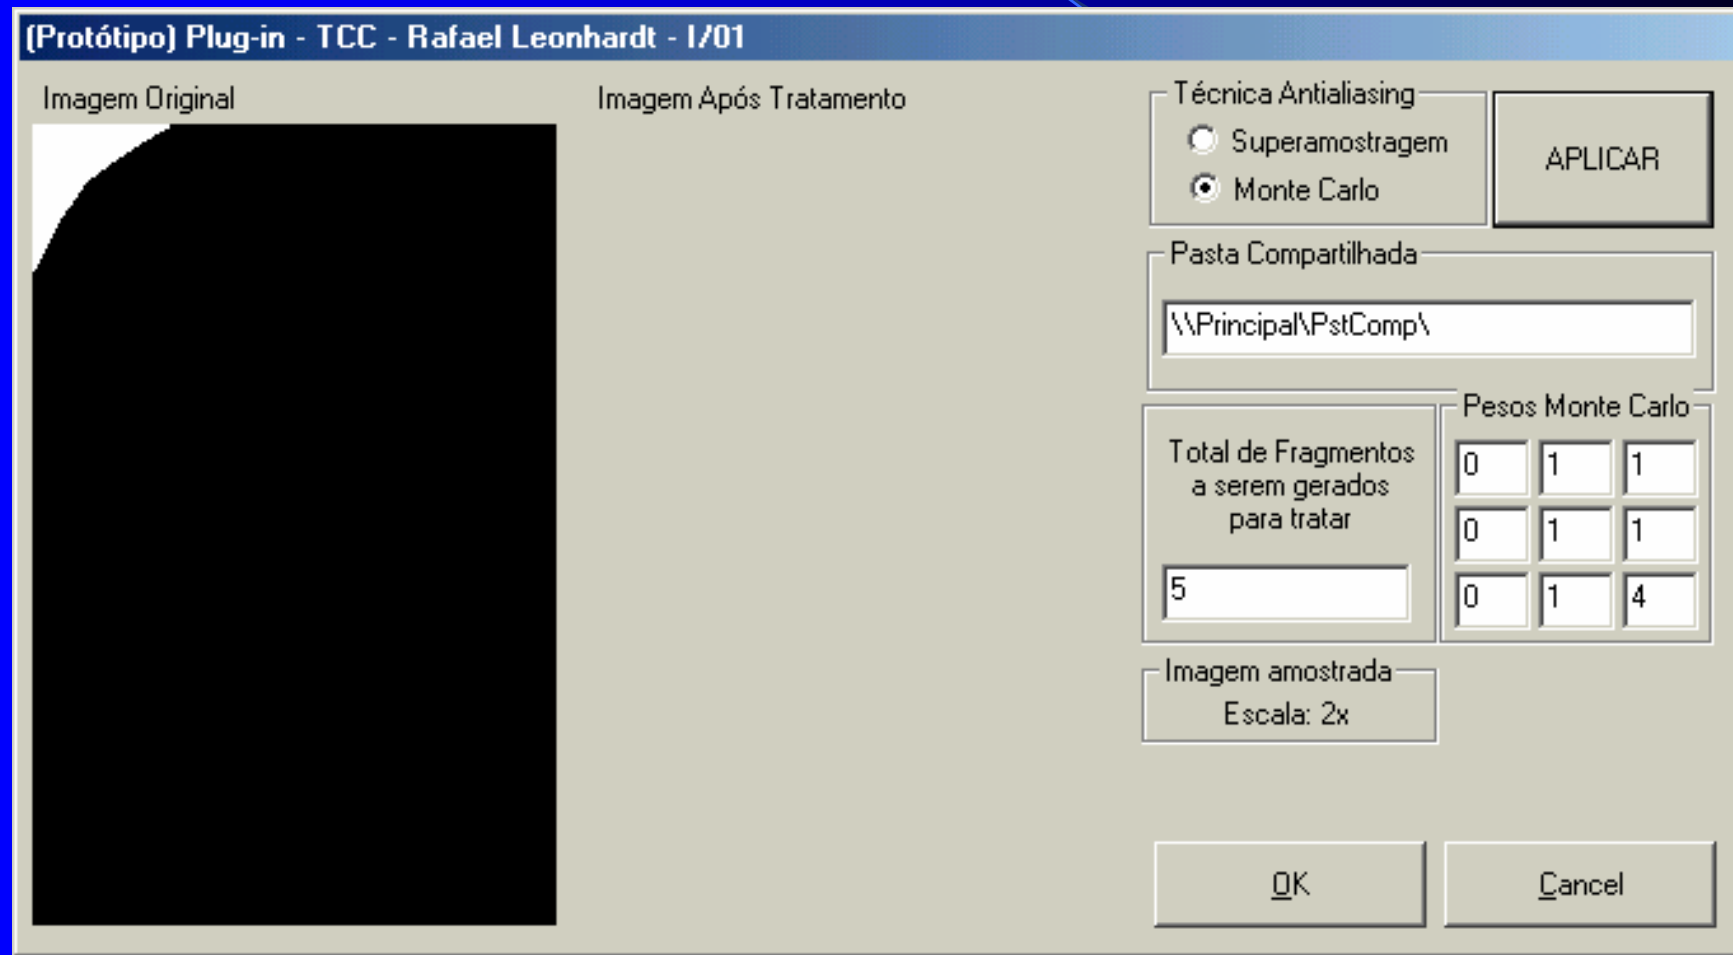 (Protótipo) Plug-in - TCC - Rafael Leonhardt - I/01
Imagem Original
Imagem Após Tratamento
Técnica Antialiasing
Superamostragem
Monte Carlo
APLICAR
Pasta Compartilhada
\\Principal\PstComp\
Total de Fragmentos
a serem gerados
para tratar
5
Pesos Monte Carlo
0 1 1
0 1 1
0 1 4
Imagem amostrada
Escala: 2x
OK
Cancel